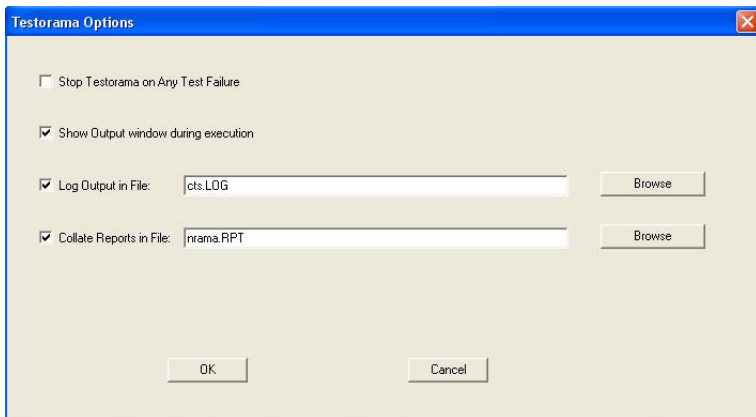 Testorama Options
Stop Testorama on Any Test Failure
Show Output window during execution
Log Output in File: cts.LOG Browse
Collate Reports in File: nrama.RPT Browse
OK Cancel